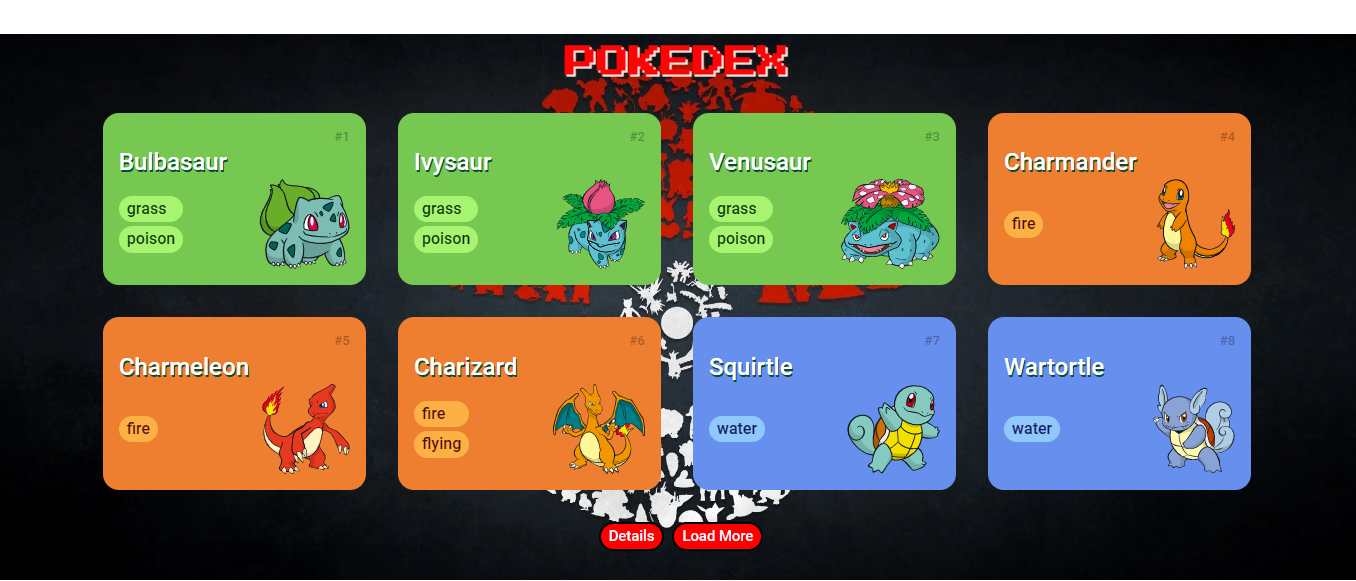 POKEDEX
#1
Bulbasaur
grass
poison
#2
Ivysaur
grass
poison
#3
Venusaur
grass
poison
#4
Charmander
fire
#5
Charmeleon
fire
#6
Charizard
fire
flying
#7
Squirtle
water
#8
Wartortle
water
Details
Load More